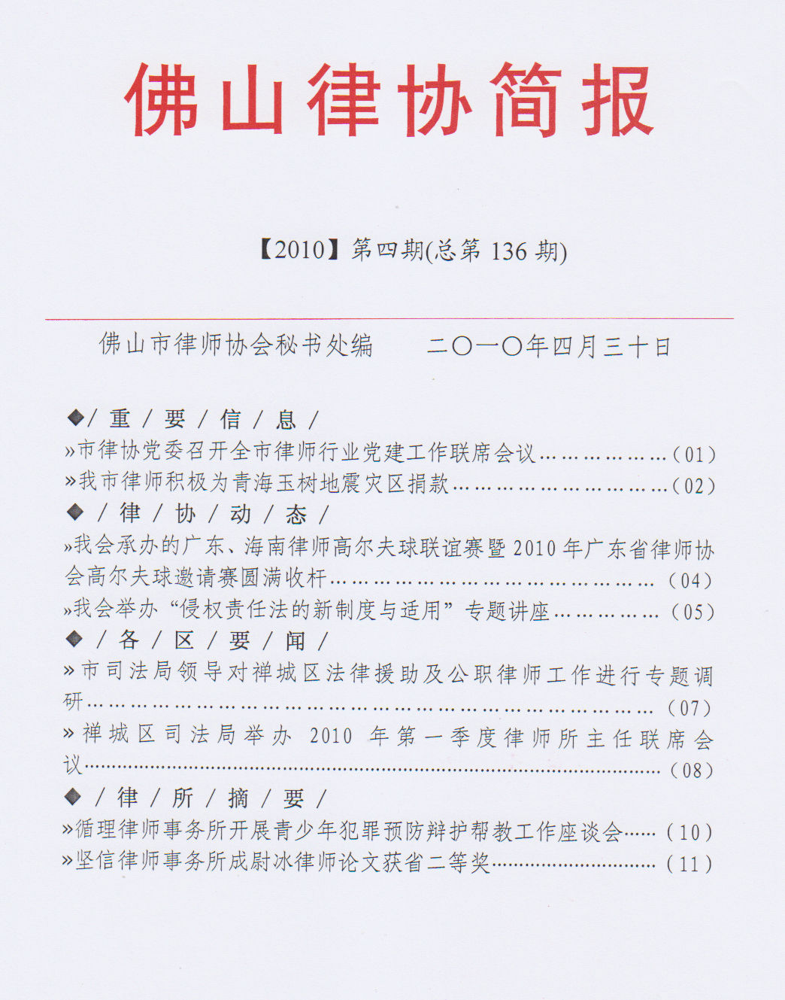 佛山律协简报
【2010】第四期(总第 136 期)
佛山市律师协会秘书处编 二〇一〇年四月三十日
◆/ 重 / 要 / 信 / 息 /
»市律协党委召开全市律师行业党建工作联席会议………………(01)
»我市律师积极为青海玉树地震灾区捐款…………………………(02)
◆ / 律 / 协 / 动 / 态 /
»我会承办的广东、海南律师高尔夫球联谊赛暨 2010 年广东省律师协
会高尔夫球邀请赛圆满收杆………………………………………(04)
»我会举办“侵权责任法的新制度与适用”专题讲座……………(05)
◆ / 各 / 区 / 要 / 闻 /
»市司法局领导对禅城区法律援助及公职律师工作进行专题调
研…………………………………………………………………………(07)
»禅城区司法局举办 2010 年第一季度律师所主任联席会
议…………………………………………………………………………(08)
◆ / 律 / 所 / 摘 / 要 /
»循理律师事务所开展青少年犯罪预防辩护帮教工作座谈会……(10)
»坚信律师事务所成尉冰律师论文获省二等奖……………………(11)